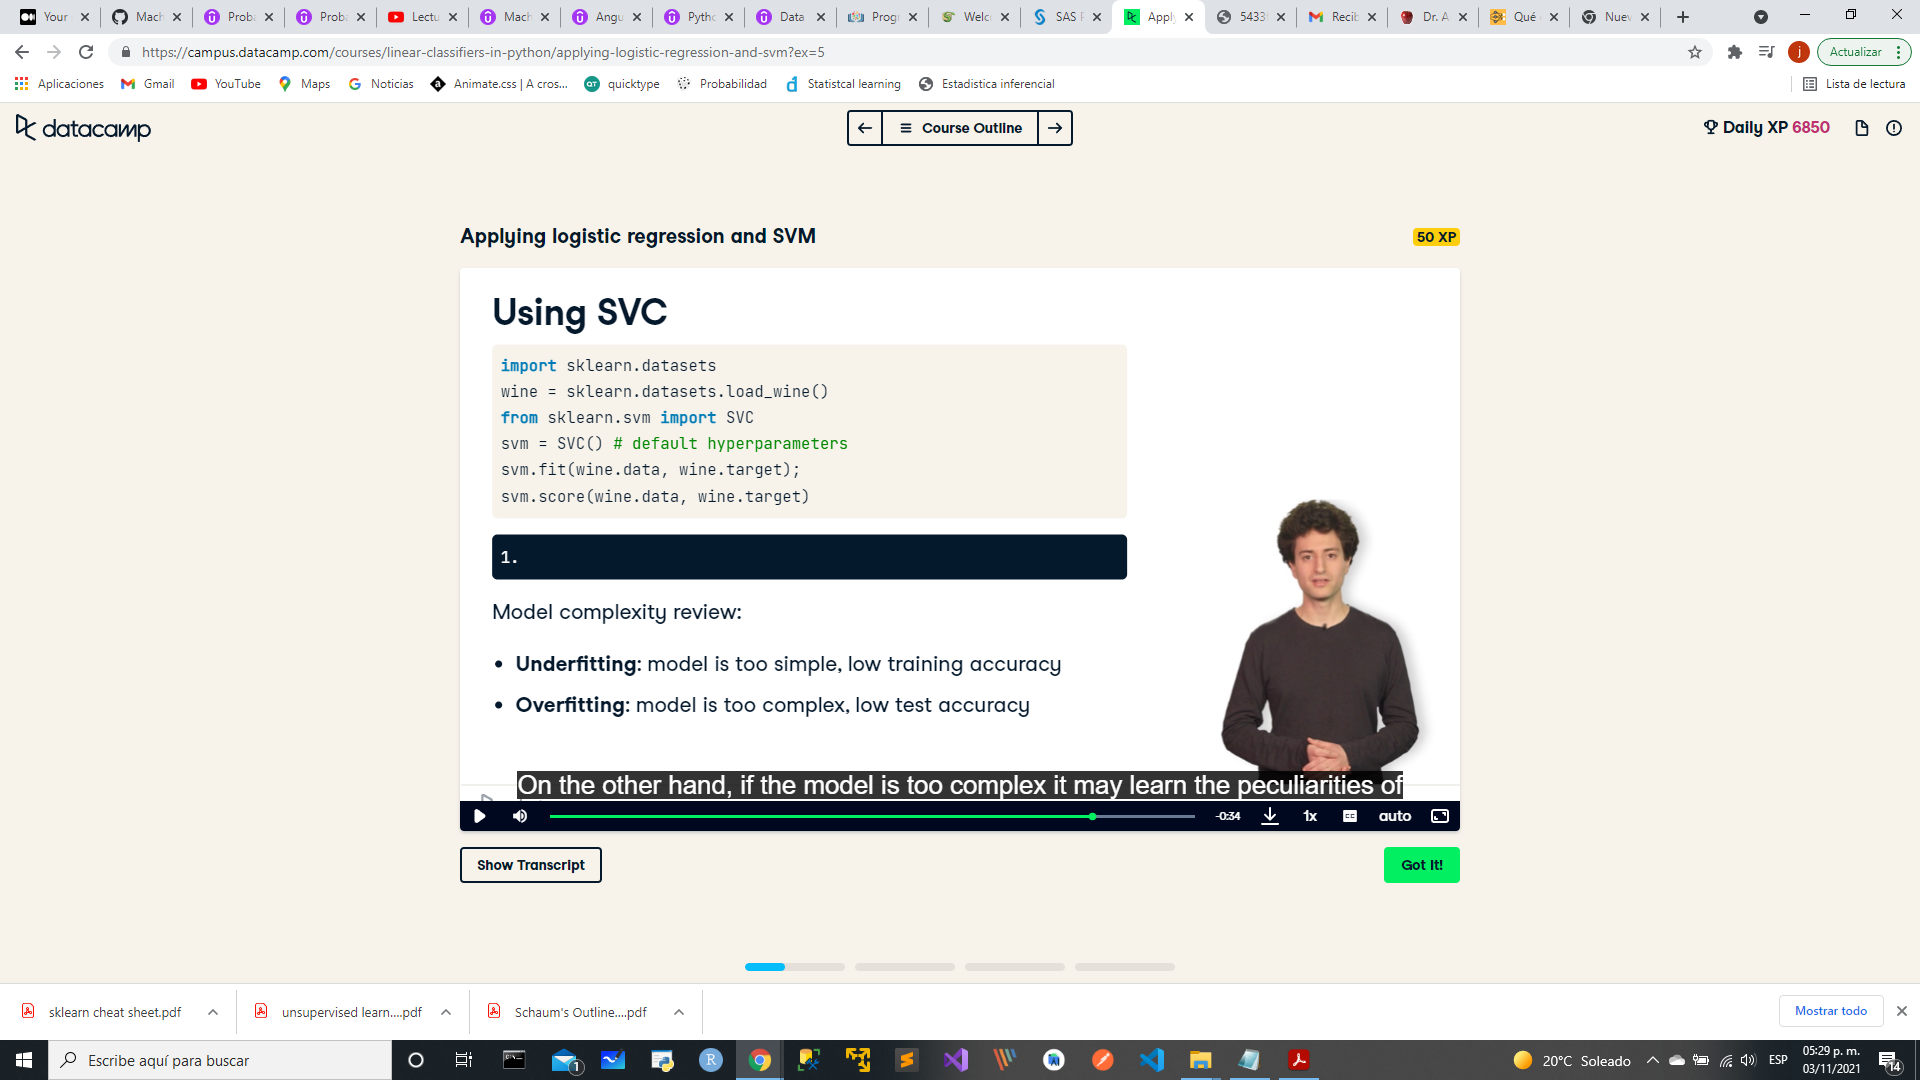 Your
Mach
Proba
Proba
Lectu
Mach
Angu
Pytho
Data
Progr
Welc
SAS P
Apply
5433
Recib
Dr. A
Qué
Nuev
https://campus.datacamp.com/courses/linear-classifiers-in-python/applying-logistic-regression-and-svm?ex=5
j
Actualizar
Aplicaciones
Gmail
YouTube
Maps
Noticias
Animate.css | A cros...
quicktype
Probabilidad
Statistcal learning
Estadistica inferencial
Lista de lectura
datacamp
Course Outline
Daily XP 6850
Applying logistic regression and SVM
50 XP
Using SVC
import sklearn.datasets
wine = sklearn.datasets.load_wine()
from sklearn.svm import SVC
svm = SVC() # default hyperparameters
svm.fit(wine.data, wine.target);
svm.score(wine.data, wine.target)
1.
Model complexity review:
• Underfitting: model is too simple, low training accuracy
• Overfitting: model is too complex, low test accuracy
On the other hand, if the model is too complex it may learn the peculiarities of
-0:34
1x
CC
auto
Show Transcript
Got It!
sklearn cheat sheet.pdf
unsupervised learn....pdf
Schaum's Outline....pdf
Mostrar todo
Escribe aquí para buscar
1
R
20°C Soleado
ESP
05:29 p. m.
03/11/2021
14